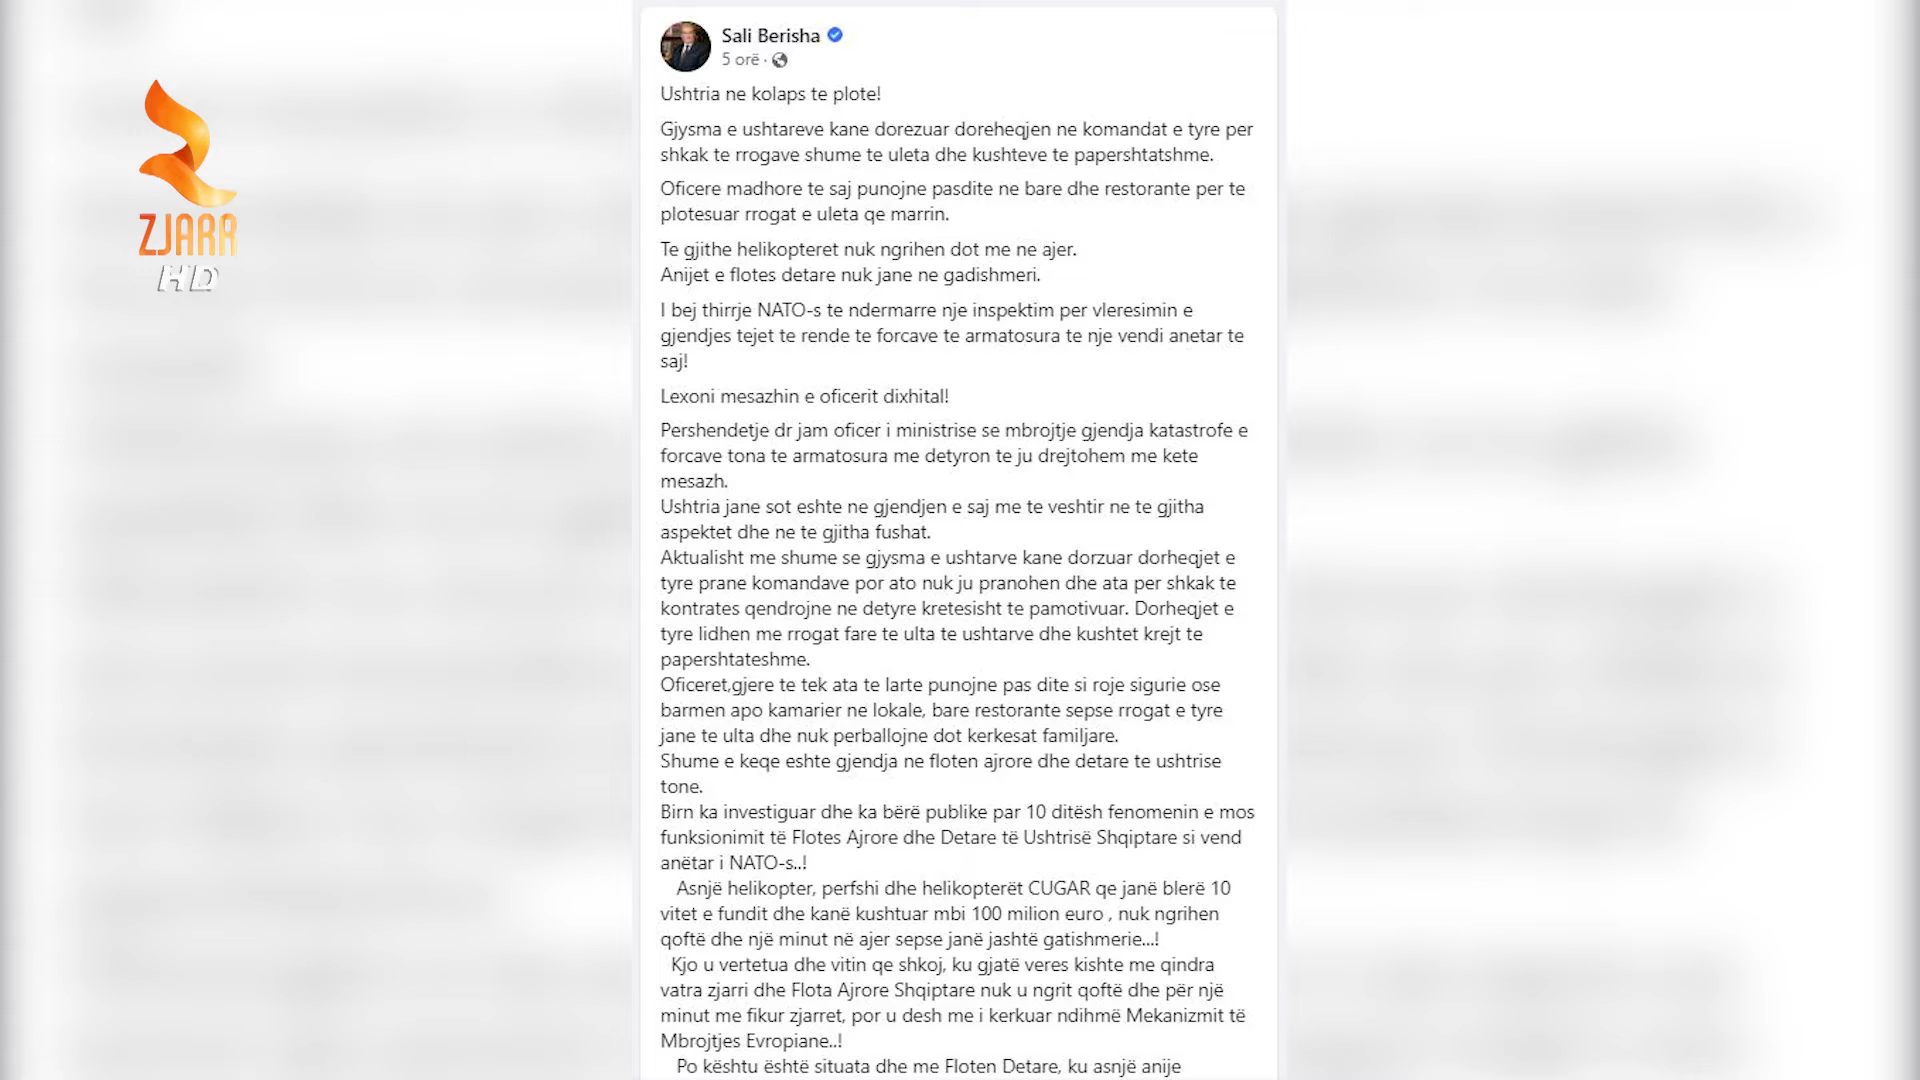 Sali Berisha
5 orë ·
ZJARR
HD
Ushtria ne kolaps te plote!
Gjysma e ushtareve kane dorezuar doreheqjen ne komandat e tyre per
shkak te rrogave shume te uleta dhe kushteve te papershtatshme.
Oficere madhore te saj punojne pasdite ne bare dhe restorante per te
plotesuar rrogat e uleta qe marrin.
Te gjithe helikopteret nuk ngrihen dot me ne ajer.
Anijet e flotes detare nuk jane ne gadishmeri.
I bej thirrje NATO-s te ndermarre nje inspektim per vleresimin e
gjendjes tejet te rende te forcave te armatosura te nje vendi anetar te
saj!
Lexoni mesazhin e oficerit dixhital!
Pershendetje dr jam oficer i ministrise se mbrojtje gjendja katastrofe e
forcave tona te armatosura me detyron te ju drejtohem me kete
mesazh.
Ushtria jane sot eshte ne gjendjen e saj me te veshtir ne te gjitha
aspektet dhe ne te gjitha fushat.
Aktualisht me shume se gjysma e ushtarve kane dorzuar dorheqjet e
tyre prane komandave por ato nuk ju pranohen dhe ata per shkak te
kontrates qendrojne ne detyre kretesisht te pamotivuar. Dorheqjet e
tyre lidhen me rrogat fare te ulta te ushtarve dhe kushtet krejt te
papershtateshme.
Oficeret,gjere te tek ata te larte punojne pas dite si roje sigurie ose
barmen apo kamarier ne lokale, bare restorante sepse rrogat e tyre
jane te ulta dhe nuk perballojne dot kerkesat familjare.
Shume e keqe eshte gjendja ne floten ajrore dhe detare te ushtrise
tone.
Birn ka investiguar dhe ka bërë publike par 10 ditësh fenomenin e mos
funksionimit të Flotes Ajrore dhe Detare të Ushtrisë Shqiptare si vend
anëtar i NATO-s..!
Asnjë helikopter, perfshi dhe helikopterët CUGAR qe janë blerë 10
vitet e fundit dhe kanë kushtuar mbi 100 milion euro , nuk ngrihen
qoftë dhe një minut në ajer sepse janë jashtë gatishmerie...!
Kjo u vertetua dhe vitin qe shkoj, ku gjatë veres kishte me qindra
vatra zjarri dhe Flota Ajrore Shqiptare nuk u ngrit qoftë dhe për një
minut me fikur zjarret, por u desh me i kerkuar ndihmë Mekanizmit të
Mbrojtjes Evropiane..!
Po kështu është situata dhe me Floten Detare, ku asnjë anije